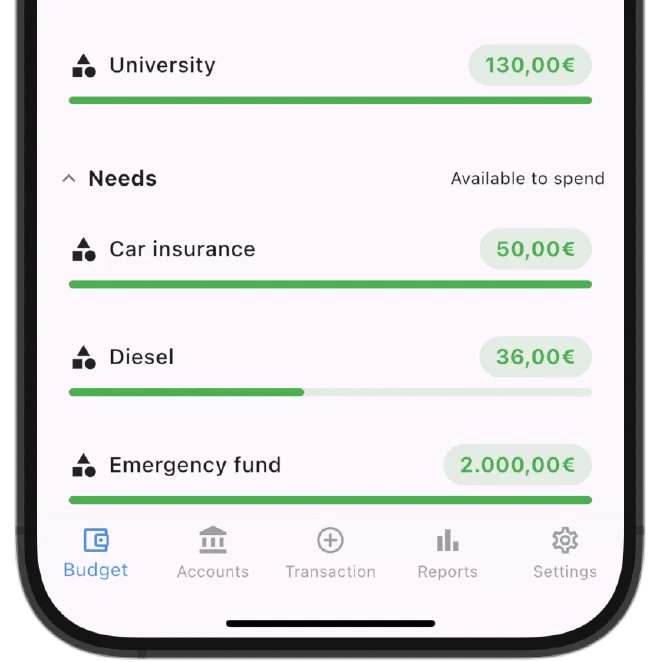 University 130,00€
Needs Available to spend
Car insurance 50,00€
Diesel 36,00€
Emergency fund 2.000,00€
Budget Accounts Transaction Reports Settings